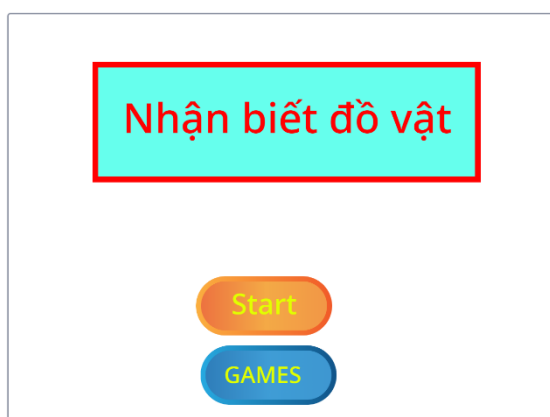 Nhận biết đồ vật
Start
GAMES